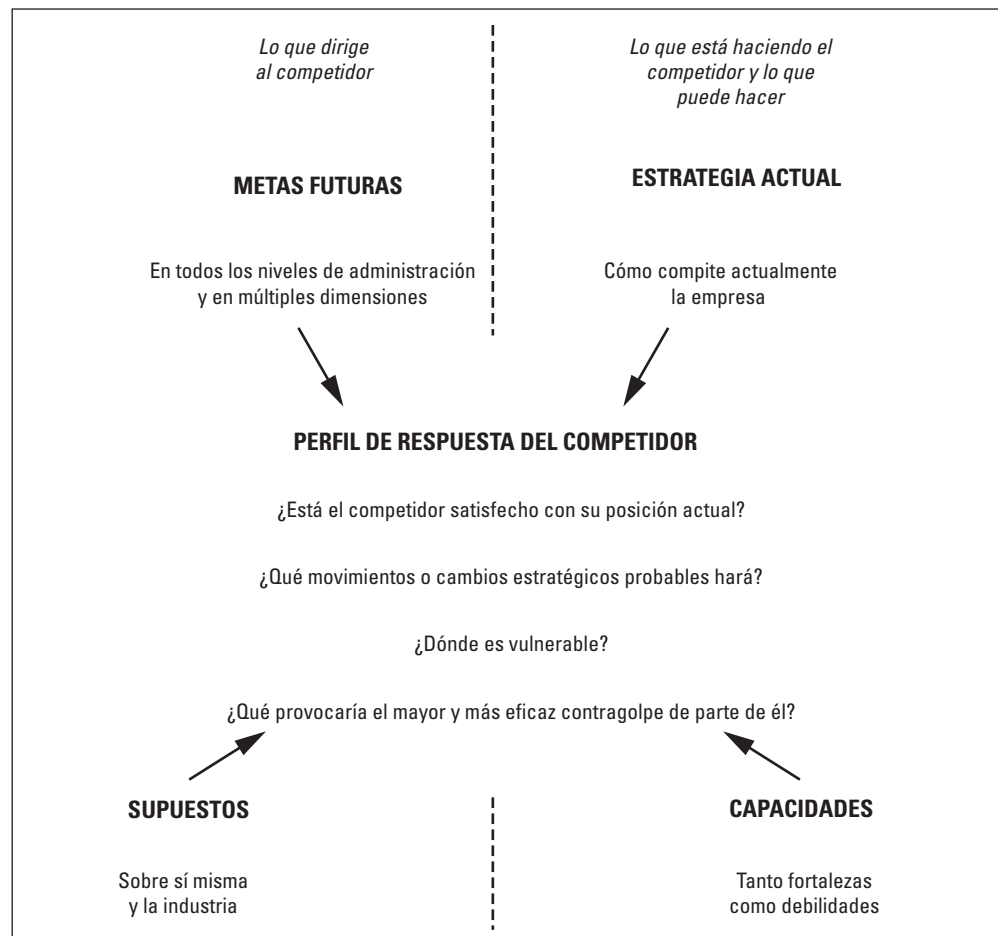 Lo que dirige
al competidor
Lo que está haciendo el
competidor y lo que
puede hacer
METAS FUTURAS
ESTRATEGIA ACTUAL
En todos los niveles de administración
y en múltiples dimensiones
Cómo compite actualmente
la empresa
PERFIL DE RESPUESTA DEL COMPETIDOR
¿Está el competidor satisfecho con su posición actual?
¿Qué movimientos o cambios estratégicos probables hará?
¿Dónde es vulnerable?
¿Qué provocaría el mayor y más eficaz contragolpe de parte de él?
SUPUESTOS
CAPACIDADES
Sobre sí misma
y la industria
Tanto fortalezas
como debilidades